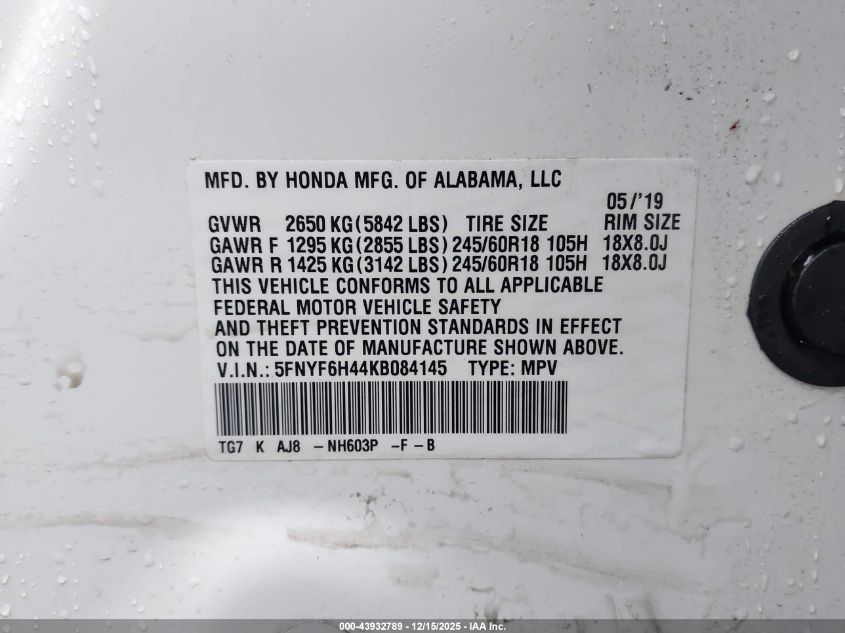 MFD. BY HONDA MFG. OF ALABAMA, LLC
05/'19
GVWR 2650 KG (5842 LBS) TIRE SIZE RIM SIZE
GAWR F 1295 KG (2855 LBS) 245/60R18 105H 18X8.0J
GAWR R 1425 KG (3142 LBS) 245/60R18 105H 18X8.0J
THIS VEHICLE CONFORMS TO ALL APPLICABLE
FEDERAL MOTOR VEHICLE SAFETY
AND THEFT PREVENTION STANDARDS IN EFFECT
ON THE DATE OF MANUFACTURE SHOWN ABOVE.
V.I.N.: 5FNYF6H44KB084145 TYPE: MPV
TG7 K AJ8 -NH603P -F-B
000-43932789 - 12/15/2025 - IAA Inc.